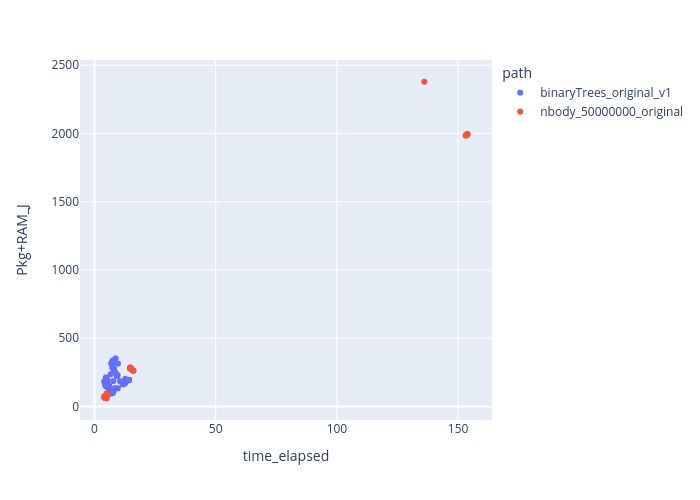 2500
2000
1500
1000
500
0
Pkg+RAM_J
0
50
100
150
time_elapsed
path
binaryTrees_original_v1
nbody_50000000_original